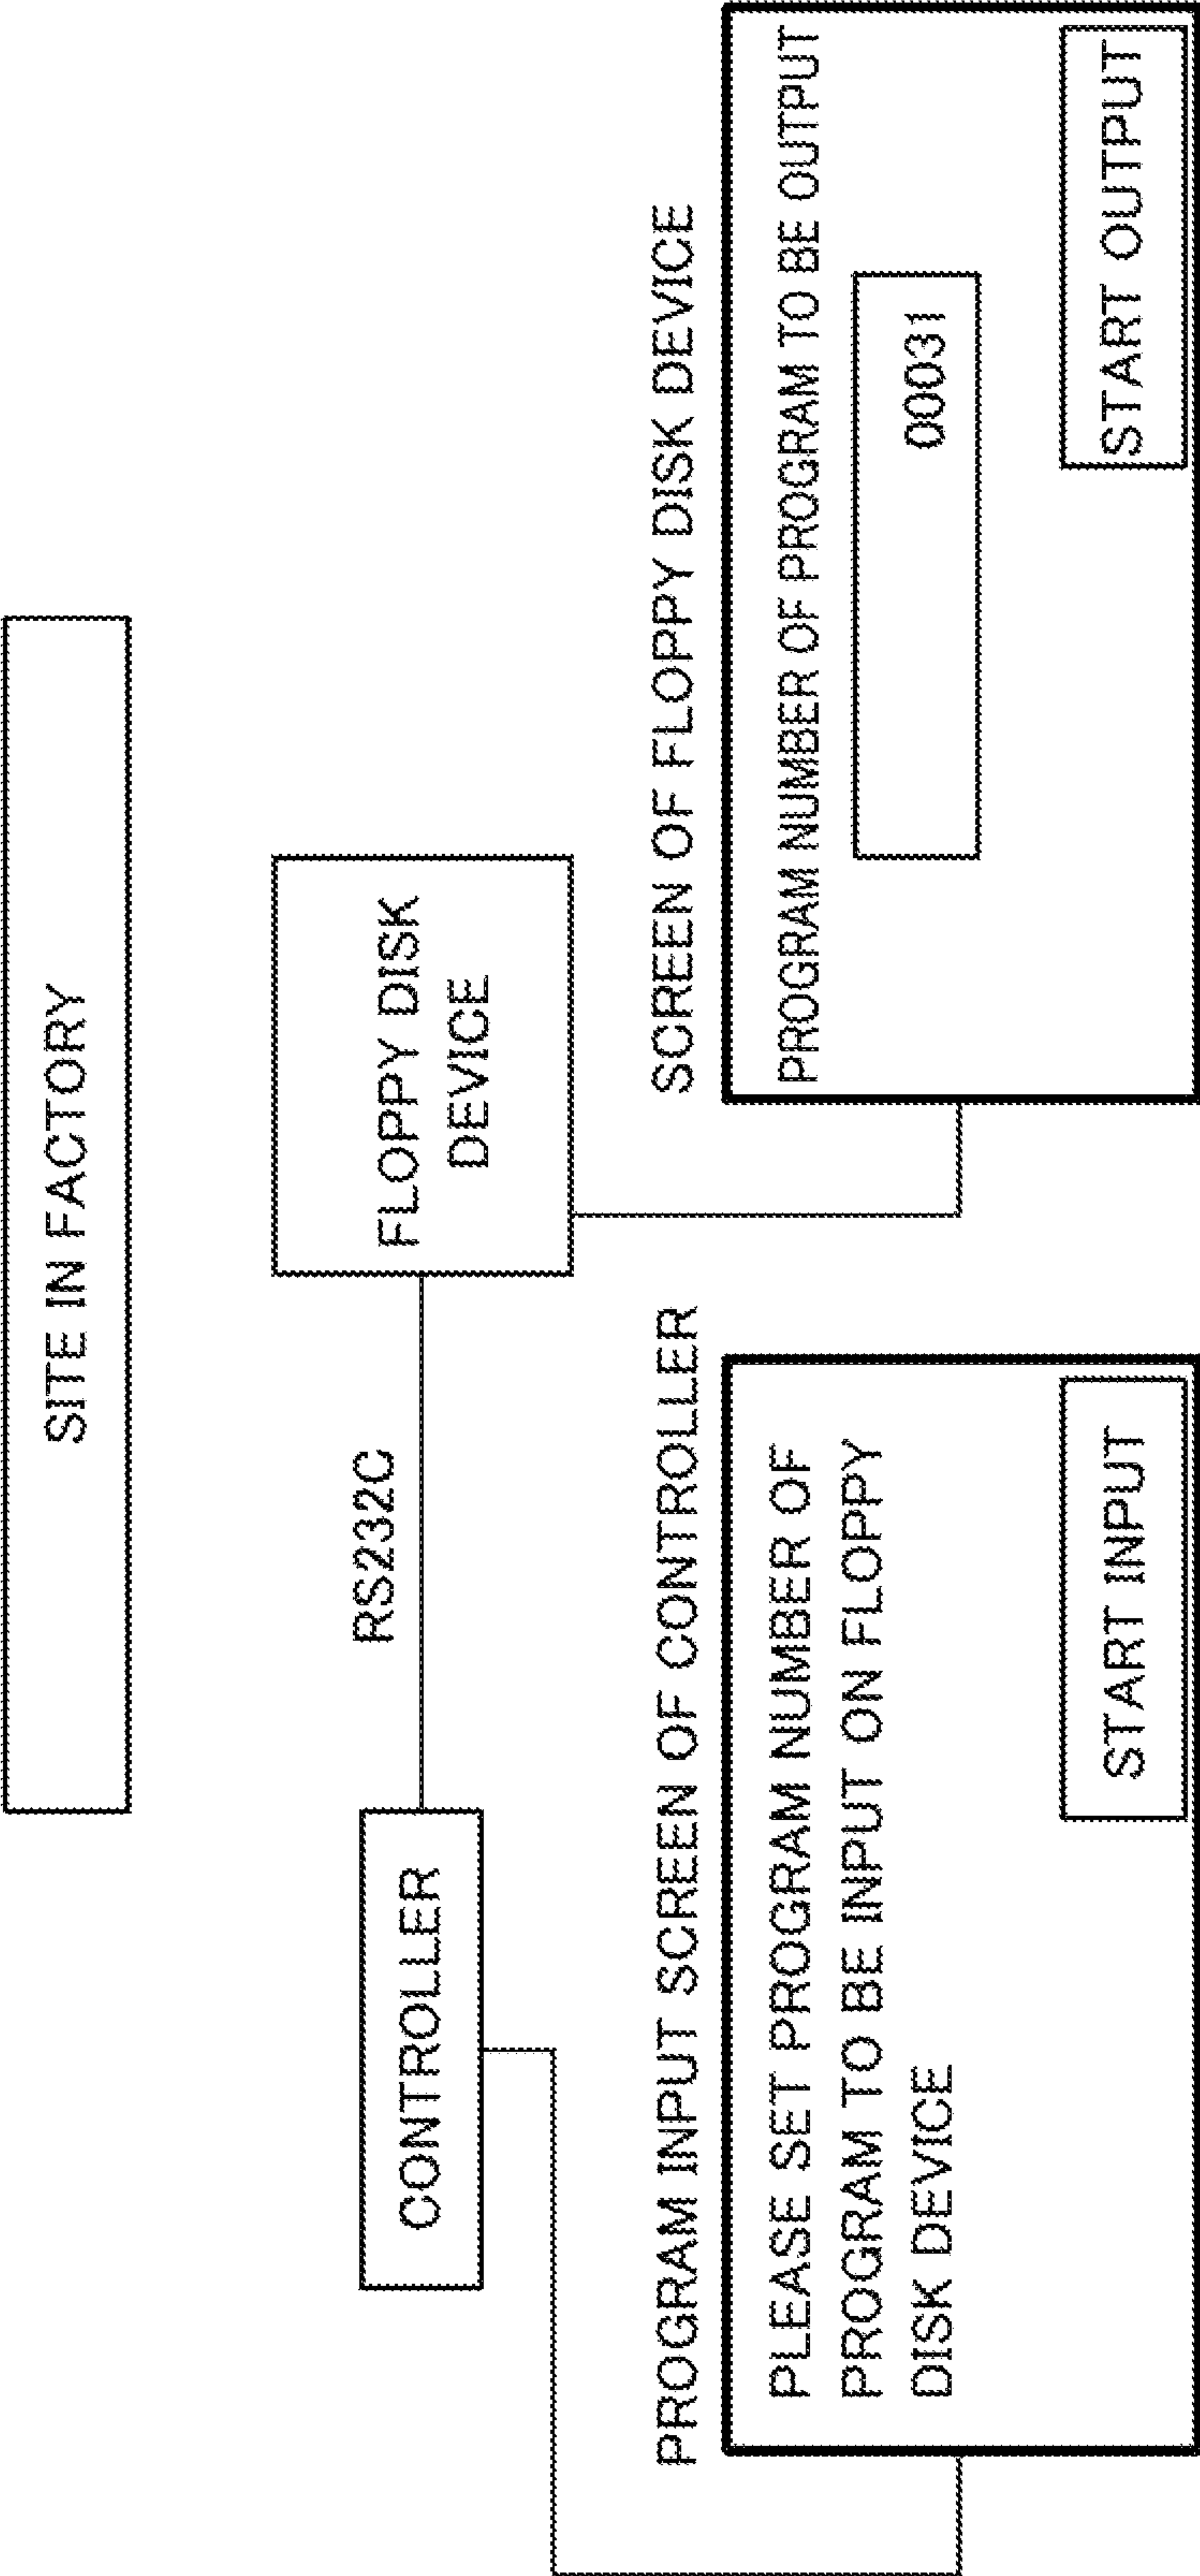 SITE IN FACTORY
CONTROLLER
RS232C
FLOPPY DISK
DEVICE
PROGRAM INPUT SCREEN OF CONTROLLER
PLEASE SET PROGRAM NUMBER OF
PROGRAM TO BE INPUT ON FLOPPY
DISK DEVICE
START INPUT
SCREEN OF FLOPPY DISK DEVICE
PROGRAM NUMBER OF PROGRAM TO BE OUTPUT
00031
START OUTPUT